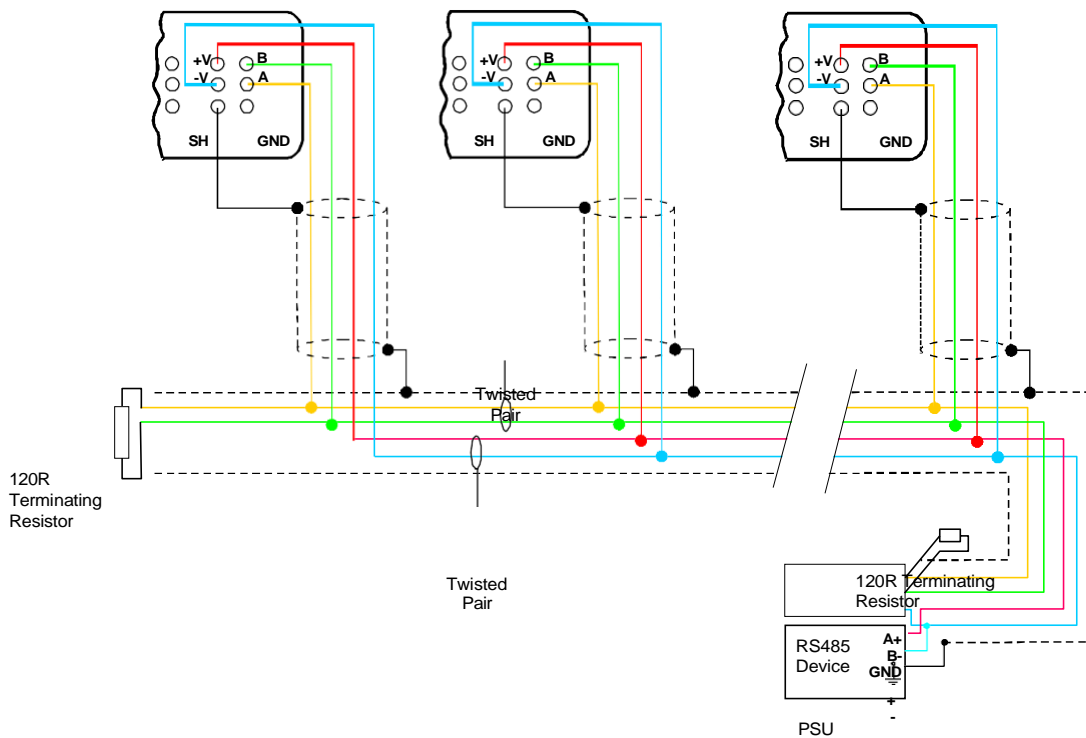 +V B
-V A
SH GND
+V B
-V A
SH GND
+V B
-V A
SH GND
Twisted
Pair
120R
Terminating
Resistor
Twisted
Pair
120R Terminating
Resistor
RS485
Device
A+
B-
GND
+
-
PSU